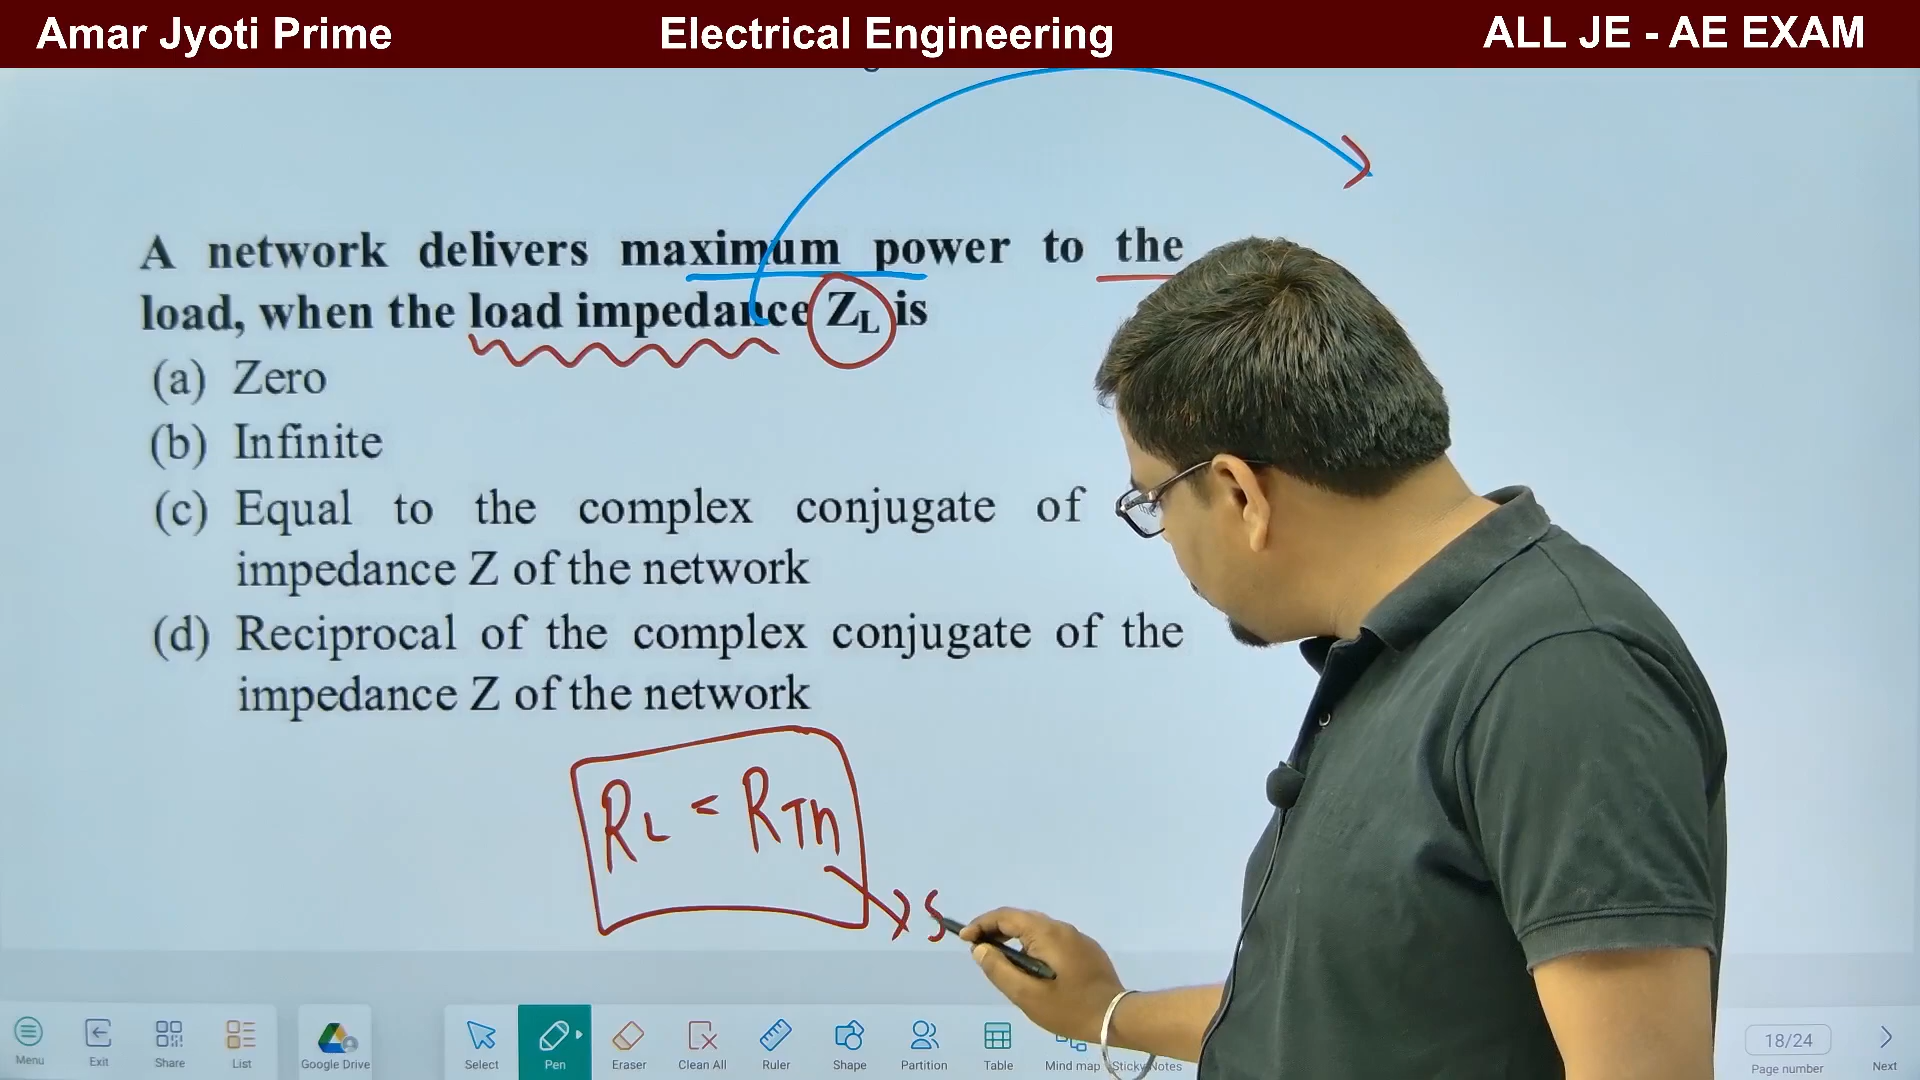 Amar Jyoti Prime Electrical Engineering ALL JE - AE EXAM
A network delivers maximum power to the
load, when the load impedance Z_L is
(a) Zero
(b) Infinite
(c) Equal to the complex conjugate of
impedance Z of the network
(d) Reciprocal of the complex conjugate of the
impedance Z of the network
R_L = R_Th
S
Menu Exit Share List Google Drive Select Pen Eraser Clean All Ruler Shape Partition Table Mind map Sticky Notes 18/24 Page number Next